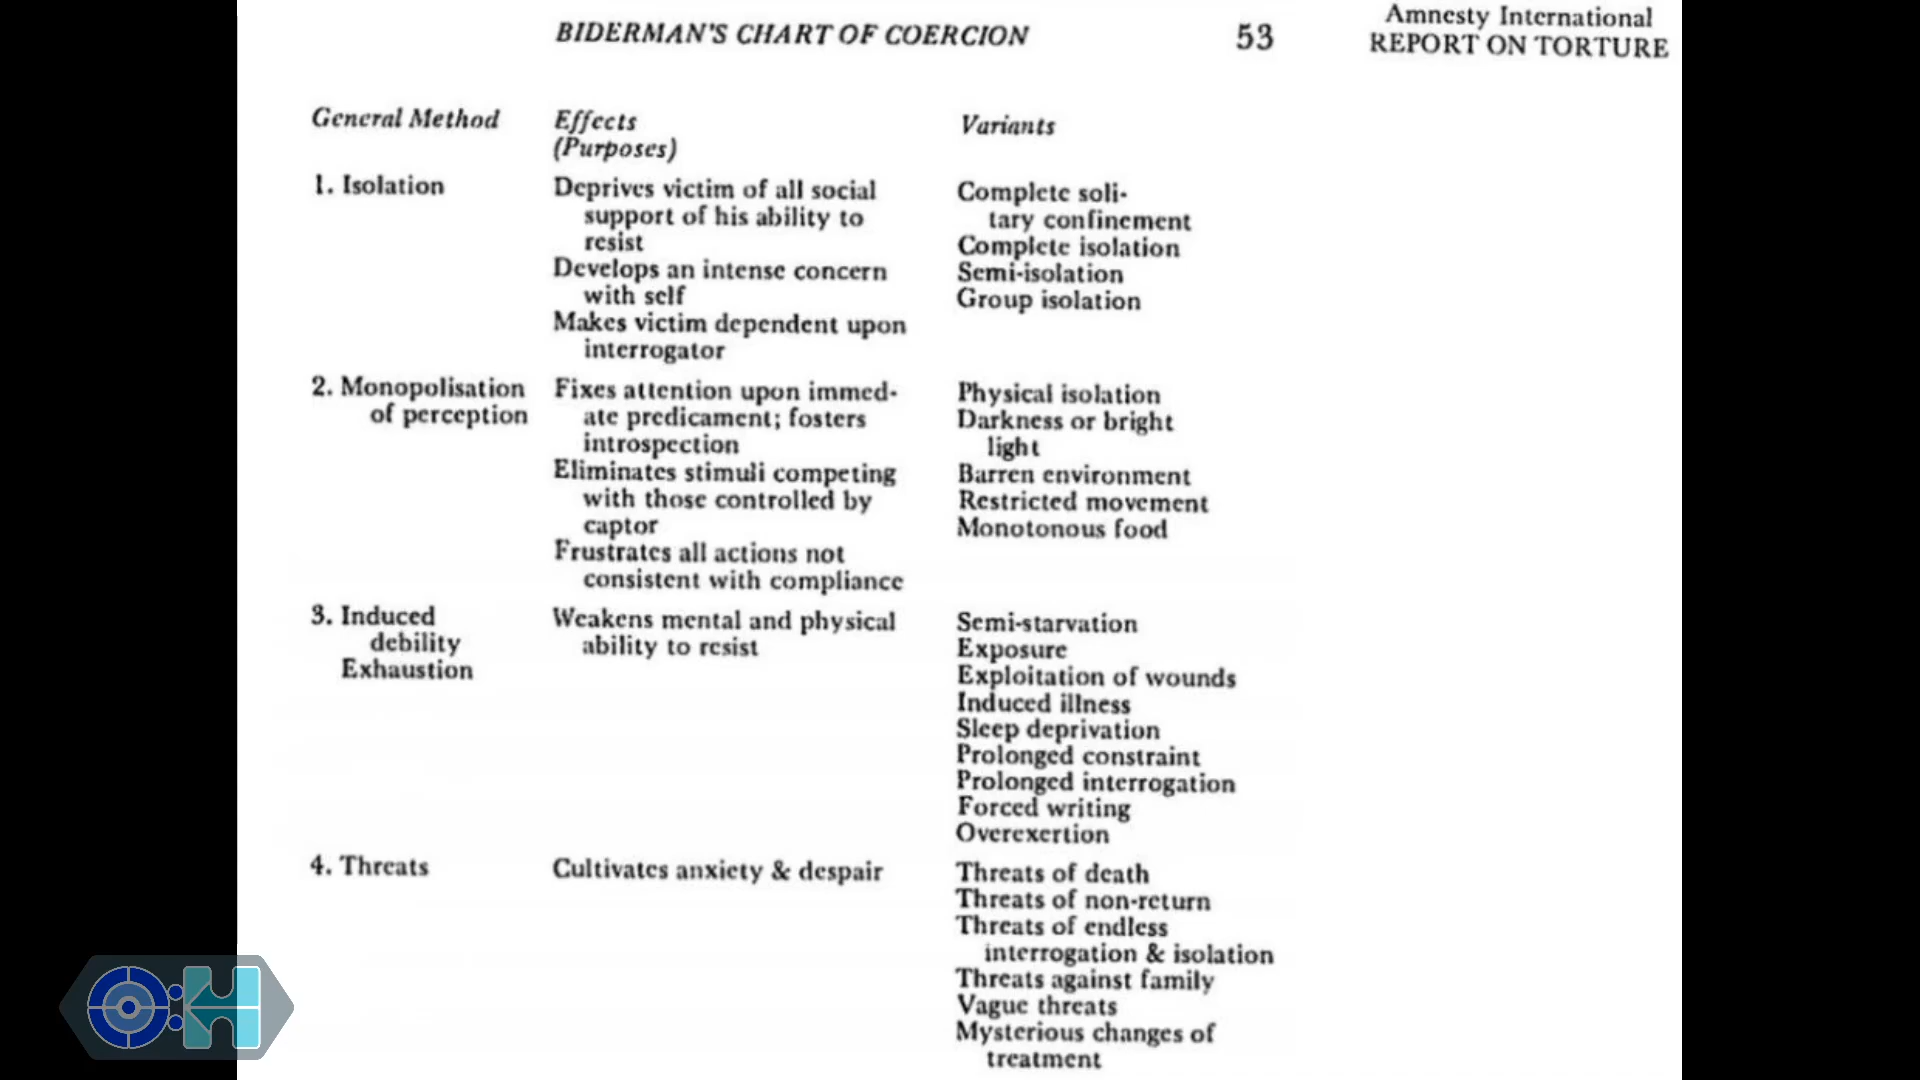 BIDERMAN'S CHART OF COERCION 53
Amnesty International
REPORT ON TORTURE
General Method
Effects
(Purposes)
Variants
1. Isolation
Deprives victim of all social
support of his ability to
resist
Develops an intense concern
with self
Makes victim dependent upon
interrogator
Complete soli-
tary confinement
Complete isolation
Semi-isolation
Group isolation
2. Monopolisation
of perception
Fixes attention upon immed-
ate predicament; fosters
introspection
Eliminates stimuli competing
with those controlled by
captor
Frustrates all actions not
consistent with compliance
Physical isolation
Darkness or bright
light
Barren environment
Restricted movement
Monotonous food
3. Induced
debility
Exhaustion
Weakens mental and physical
ability to resist
Semi-starvation
Exposure
Exploitation of wounds
Induced illness
Sleep deprivation
Prolonged constraint
Prolonged interrogation
Forced writing
Overexertion
4. Threats
Cultivates anxiety & despair
Threats of death
Threats of non-return
Threats of endless
interrogation & isolation
Threats against family
Vague threats
Mysterious changes of
treatment